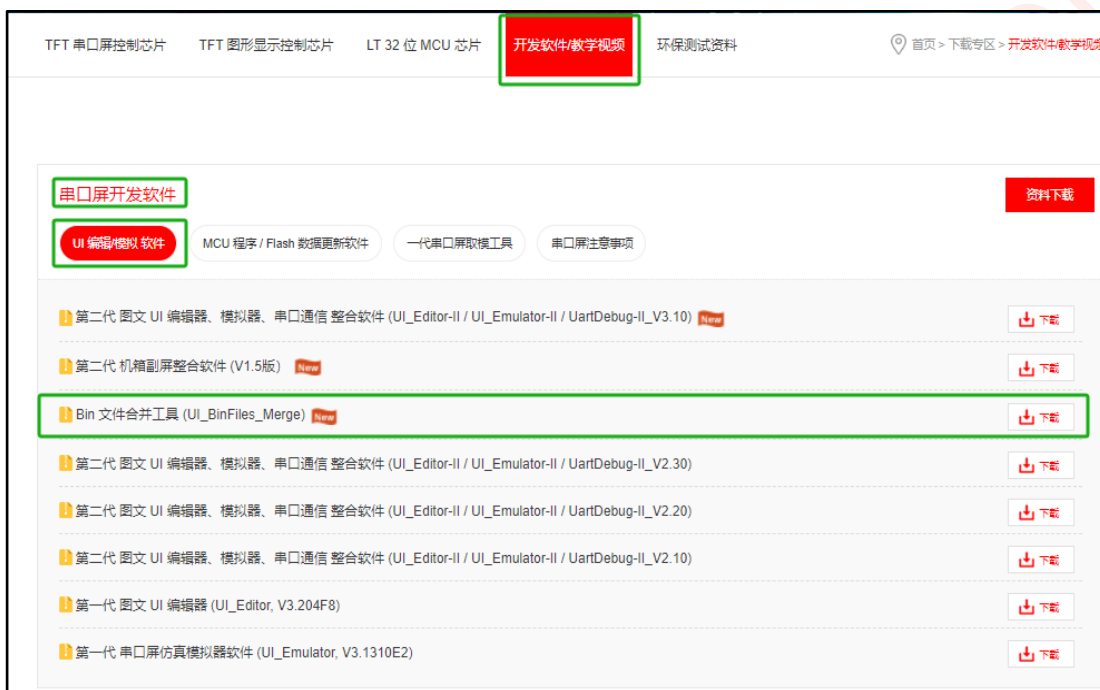 TFT 串口屏控制芯片 TFT 图形显示控制芯片 LT 32 位 MCU 芯片 开发软件/教学视频 环保测试资料 首页 > 下载专区 > 开发软件/教学视频
串口屏开发软件 资料下载
UI 编辑/模拟 软件 MCU 程序 / Flash 数据更新软件 一代串口屏取模工具 串口屏注意事项
第二代 图文 UI 编辑器、模拟器、串口通信 整合软件 (UI_Editor-II / UI_Emulator-II / UartDebug-II_V3.10) New 下载
第二代 机箱副屏整合软件 (V1.5版) New 下载
Bin 文件合并工具 (UI_BinFiles_Merge) New 下载
第二代 图文 UI 编辑器、模拟器、串口通信 整合软件 (UI_Editor-II / UI_Emulator-II / UartDebug-II_V2.30) 下载
第二代 图文 UI 编辑器、模拟器、串口通信 整合软件 (UI_Editor-II / UI_Emulator-II / UartDebug-II_V2.20) 下载
第二代 图文 UI 编辑器、模拟器、串口通信 整合软件 (UI_Editor-II / UI_Emulator-II / UartDebug-II_V2.10) 下载
第一代 图文 UI 编辑器 (UI_Editor, V3.204F8) 下载
第一代 串口屏仿真模拟器软件 (UI_Emulator, V3.1310E2) 下载